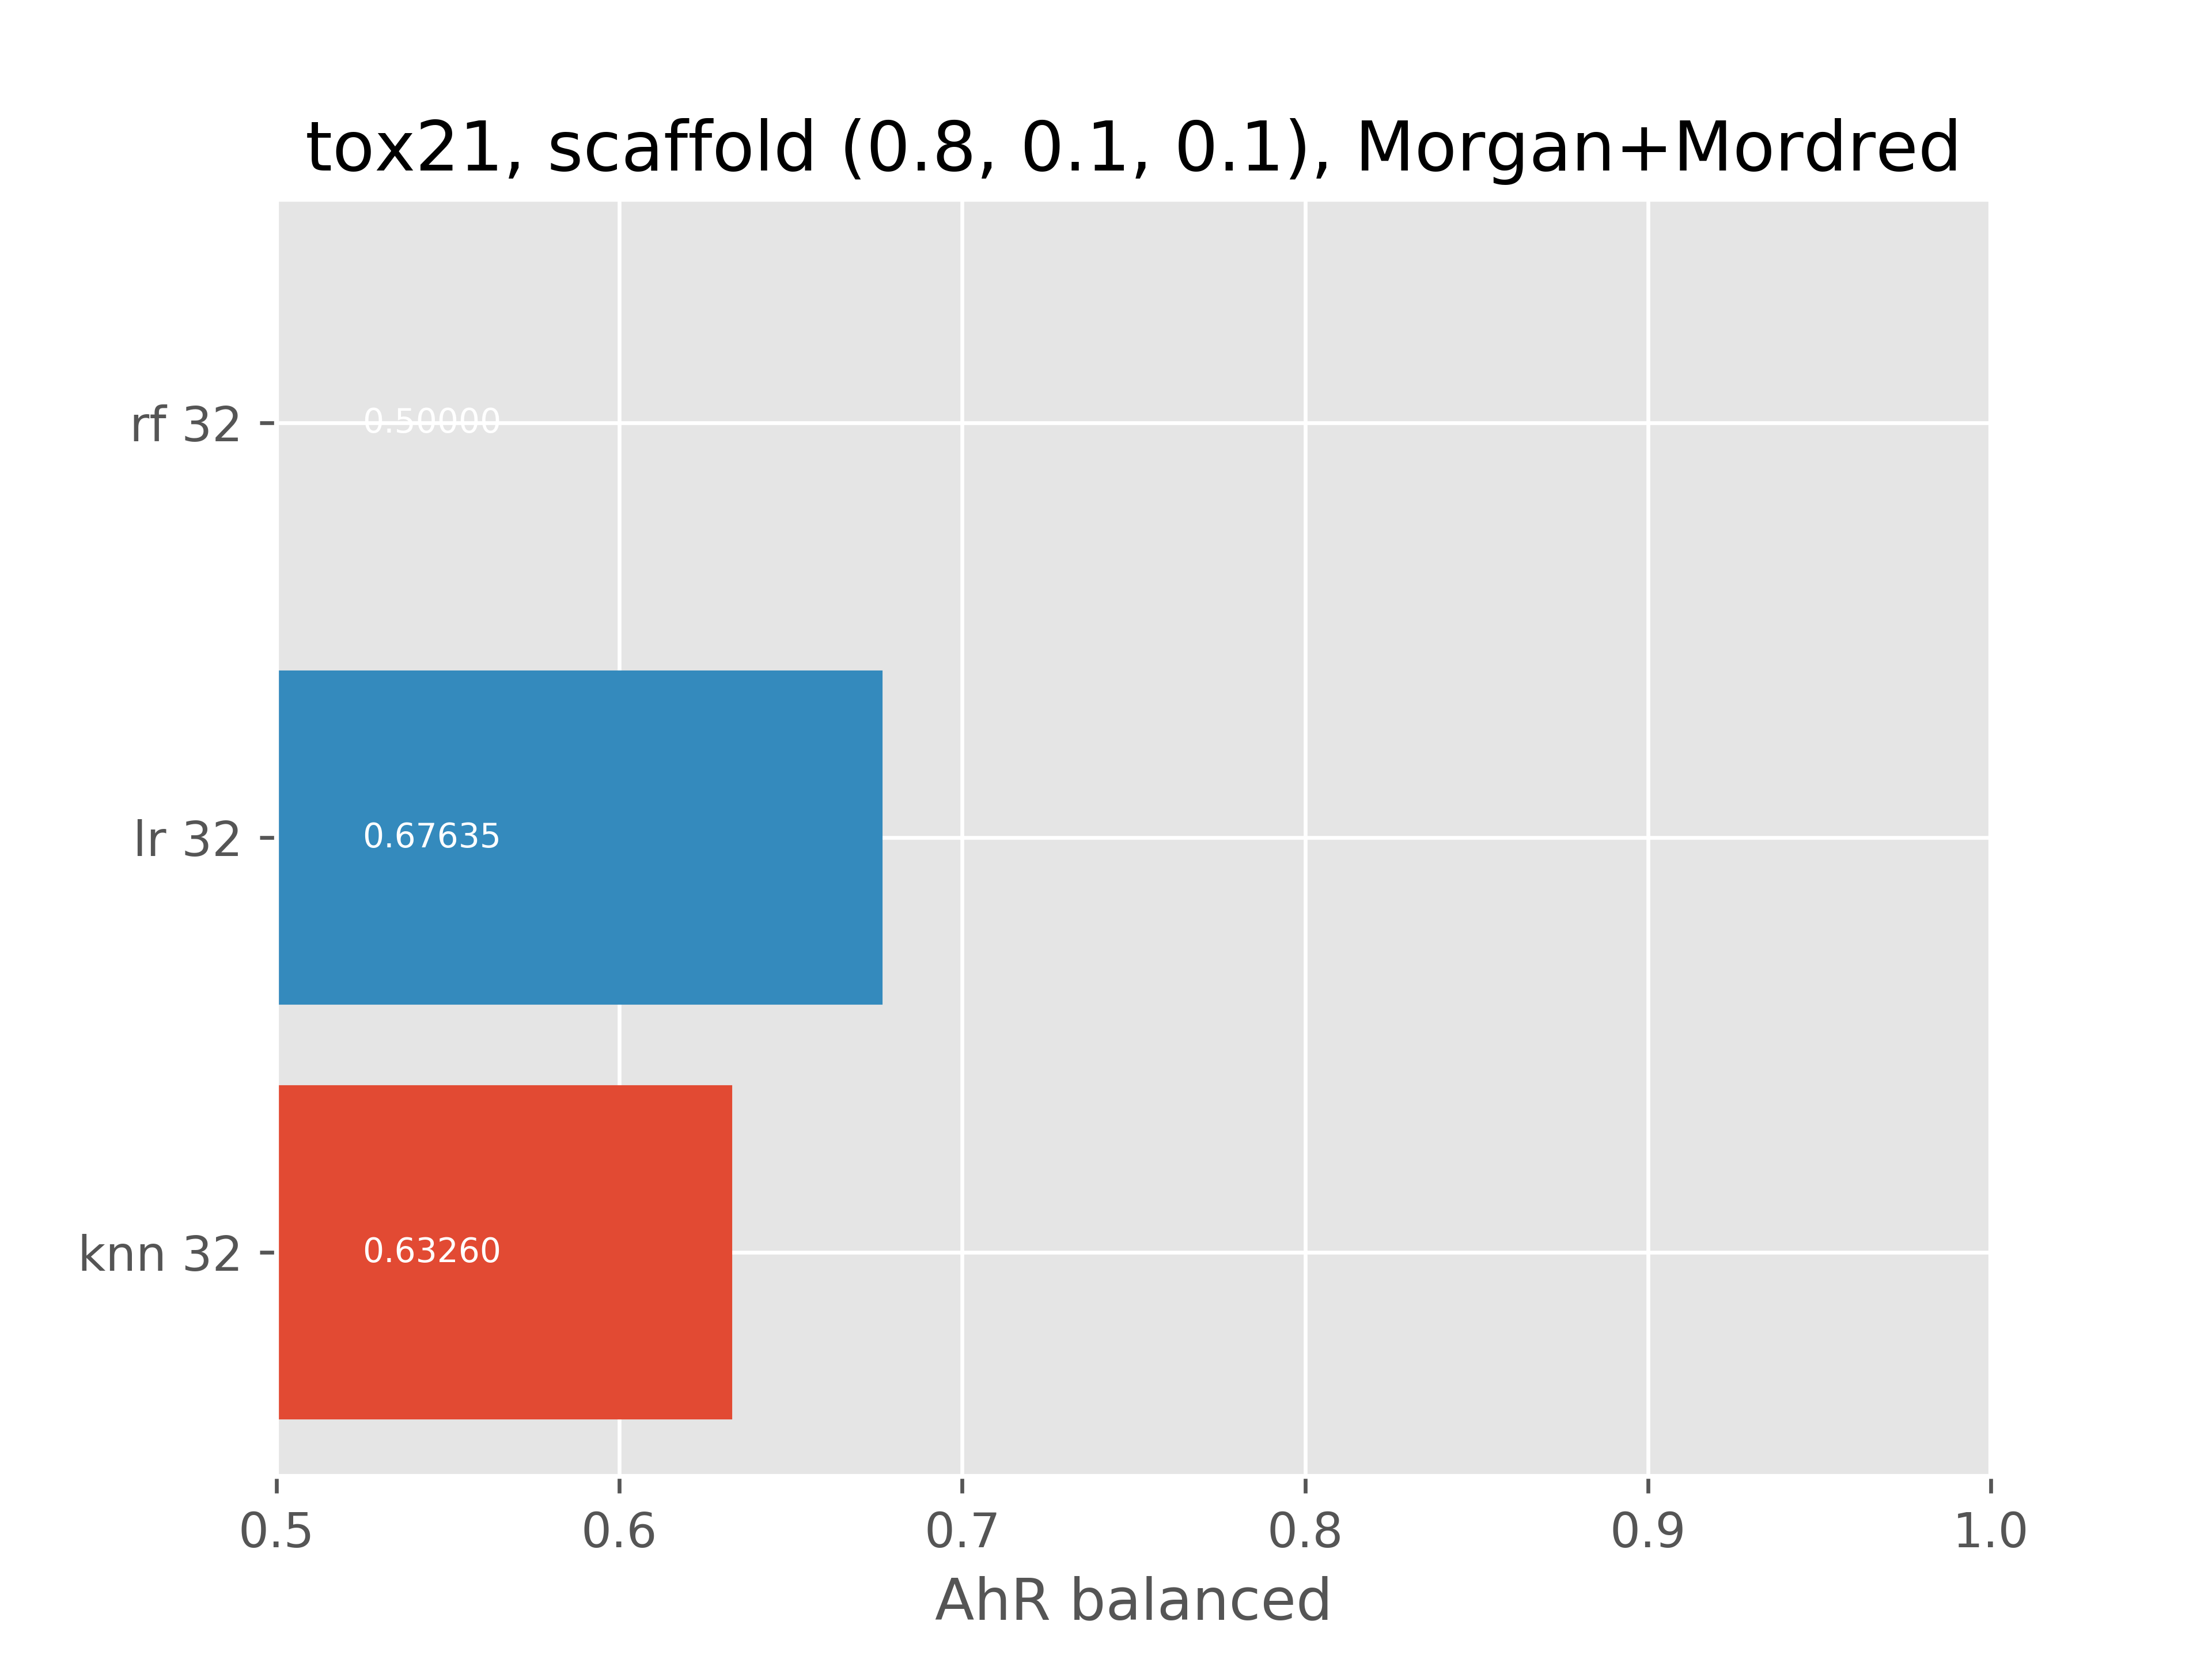 tox21, scaffold (0.8, 0.1, 0.1), Morgan+Mordred
rf 32
0.50000
lr 32
0.67635
knn 32
0.63260
0.5 0.6 0.7 0.8 0.9 1.0
AhR balanced